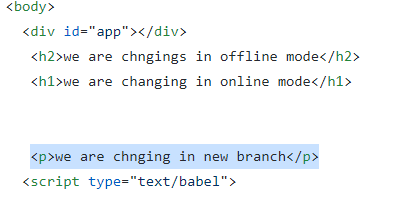 <body>
<div id="app"></div>
<h2>we are chngings in offline mode</h2>
<h1>we are changing in online mode</h1>
<p>we are chnging in new branch</p>
<script type="text/babel">